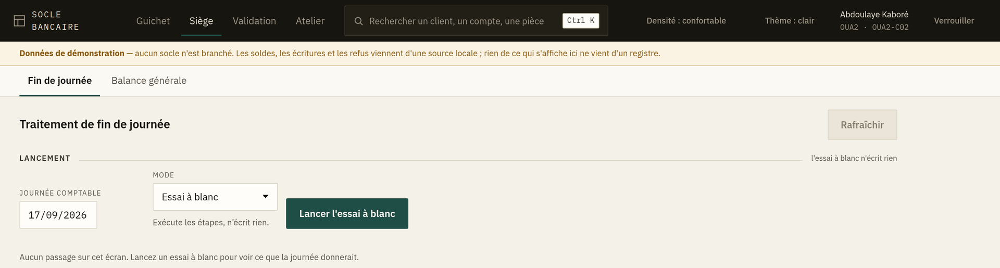 SOCLE
BANCAIRE
Guichet
Siège
Validation
Atelier
Rechercher un client, un compte, une pièce
Ctrl K
Densité : confortable
Thème : clair
Abdoulaye Kaboré
OUA2 · OUA2-C02
Verrouiller
Données de démonstration — aucun socle n'est branché. Les soldes, les écritures et les refus viennent d'une source locale ; rien de ce qui s'affiche ici ne vient d'un registre.
Fin de journée
Balance générale
Traitement de fin de journée
Rafraîchir
LANCEMENT
l'essai à blanc n'écrit rien
JOURNÉE COMPTABLE
17/09/2026
MODE
Essai à blanc
Exécute les étapes, n’écrit rien.
Lancer l'essai à blanc
Aucun passage sur cet écran. Lancez un essai à blanc pour voir ce que la journée donnerait.